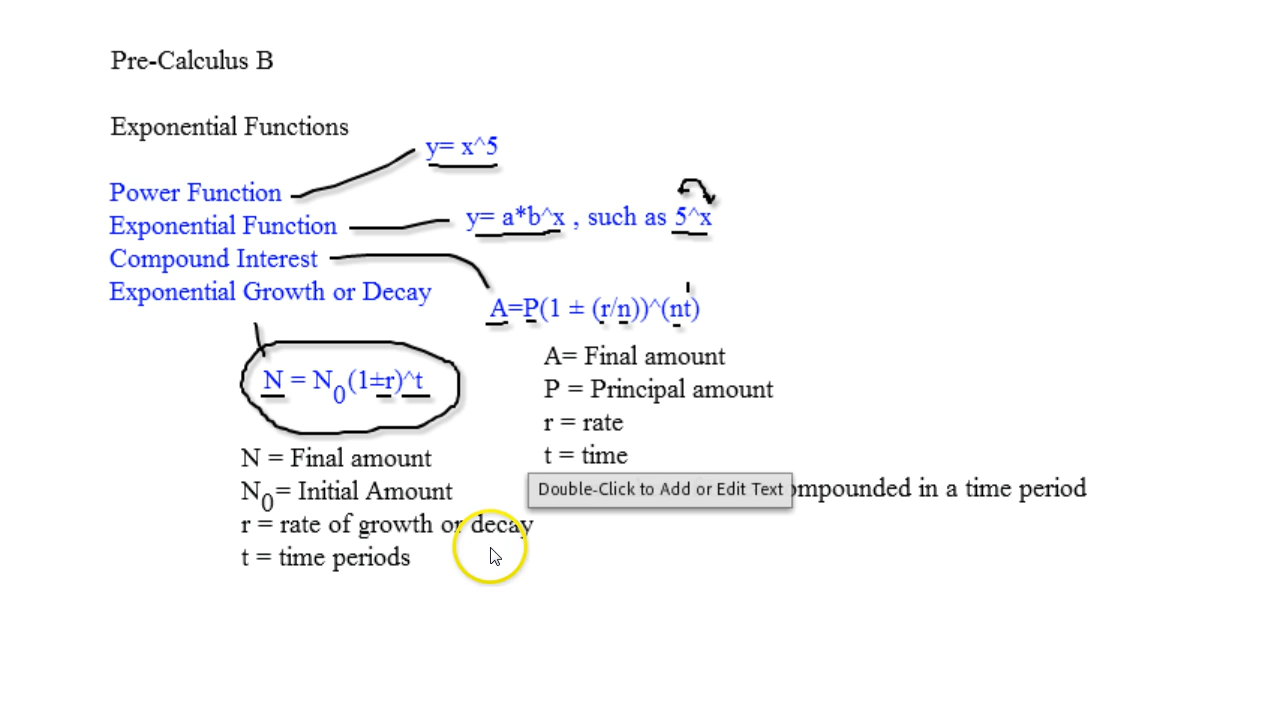 Pre-Calculus B
Exponential Functions
y= x^5
Power Function
Exponential Function
y= a*b^x , such as 5^x
Compound Interest
Exponential Growth or Decay
A=P(1 ± (r/n))^(nt)
N = N0(1±r)^t
A= Final amount
P = Principal amount
r = rate
t = time
Double-Click to Add or Edit Text
ompounded in a time period
N = Final amount
N0= Initial Amount
r = rate of growth or decay
t = time periods